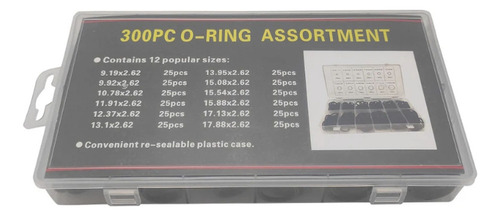 300PC O-RING ASSORTMENT
● Contains 12 popular sizes:
9.19x2.62 25pcs 13.95x2.62 25pcs
9.92x2.62 25pcs 15.08x2.62 25pcs
10.78x2.62 25pcs 15.54x2.62 25pcs
11.91x2.62 25pcs 15.88x2.62 25pcs
12.37x2.62 25pcs 17.13x2.62 25pcs
13.1x2.62 25pcs 17.88x2.62 25pcs
● Convenient re-sealable plastic case.